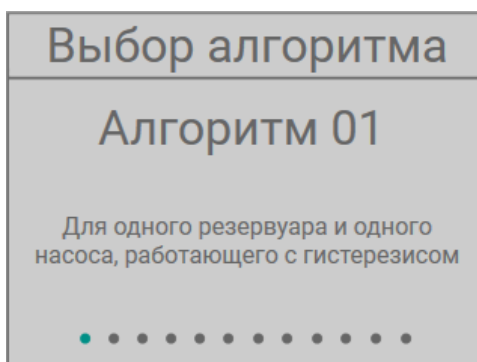 Выбор алгоритма
Алгоритм 01
Для одного резервуара и одного
насоса, работающего с гистерезисом